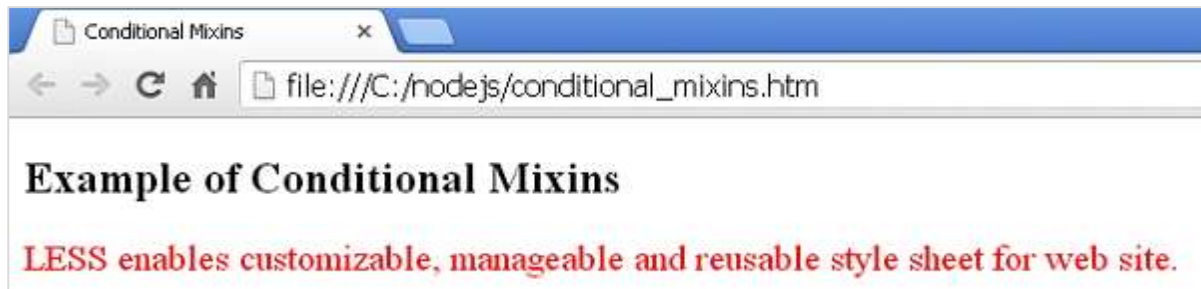 Conditional Mixins
file:///C:/nodejs/conditional_mixins.htm
Example of Conditional Mixins
LESS enables customizable, manageable and reusable style sheet for web site.